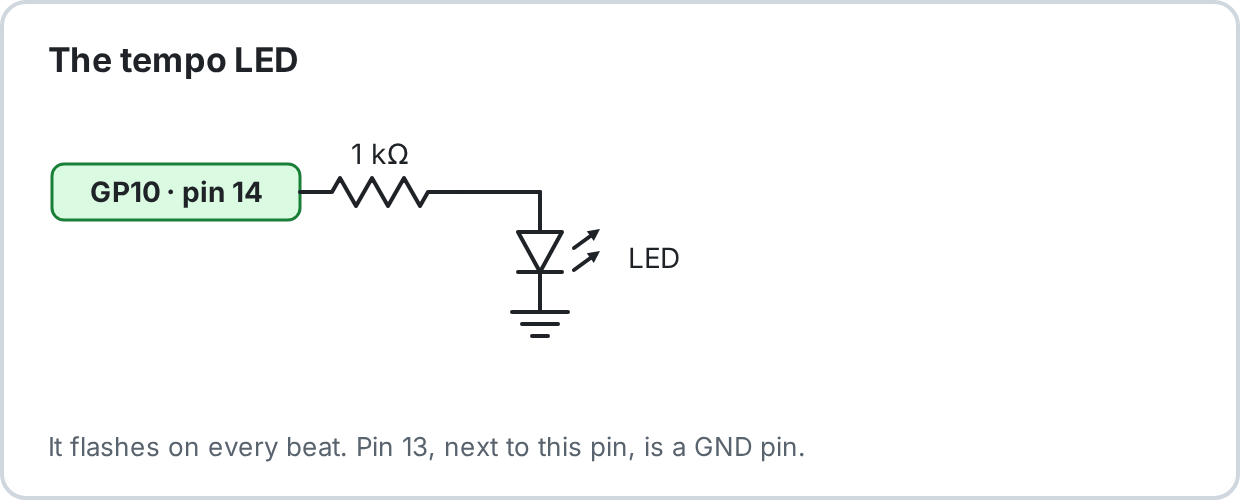 The tempo LED
1 kΩ
GP10 · pin 14
LED
It flashes on every beat. Pin 13, next to this pin, is a GND pin.